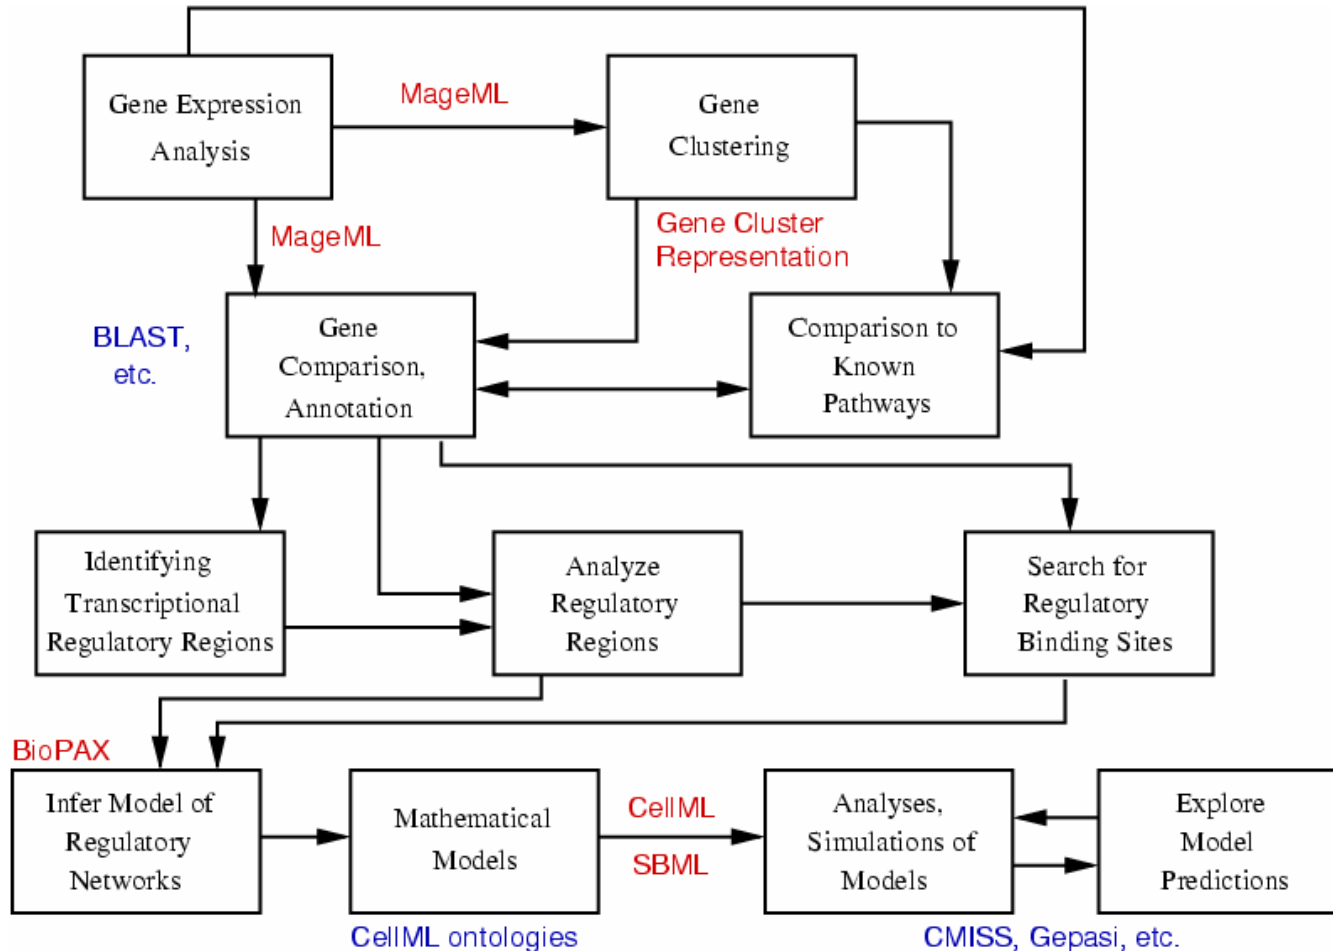 Gene Expression
Analysis
MageML
Gene
Clustering
MageML
Gene Cluster
Representation
BLAST,
etc.
Gene
Comparison,
Annotation
Comparison to
Known
Pathways
Identifying
Transcriptional
Regulatory Regions
Analyze
Regulatory
Regions
Search for
Regulatory
Binding Sites
BioPAX
Infer Model of
Regulatory
Networks
Mathematical
Models
CellML
SBML
Analyses,
Simulations of
Models
Explore
Model
Predictions
CellML ontologies
CMISS, Gepasi, etc.